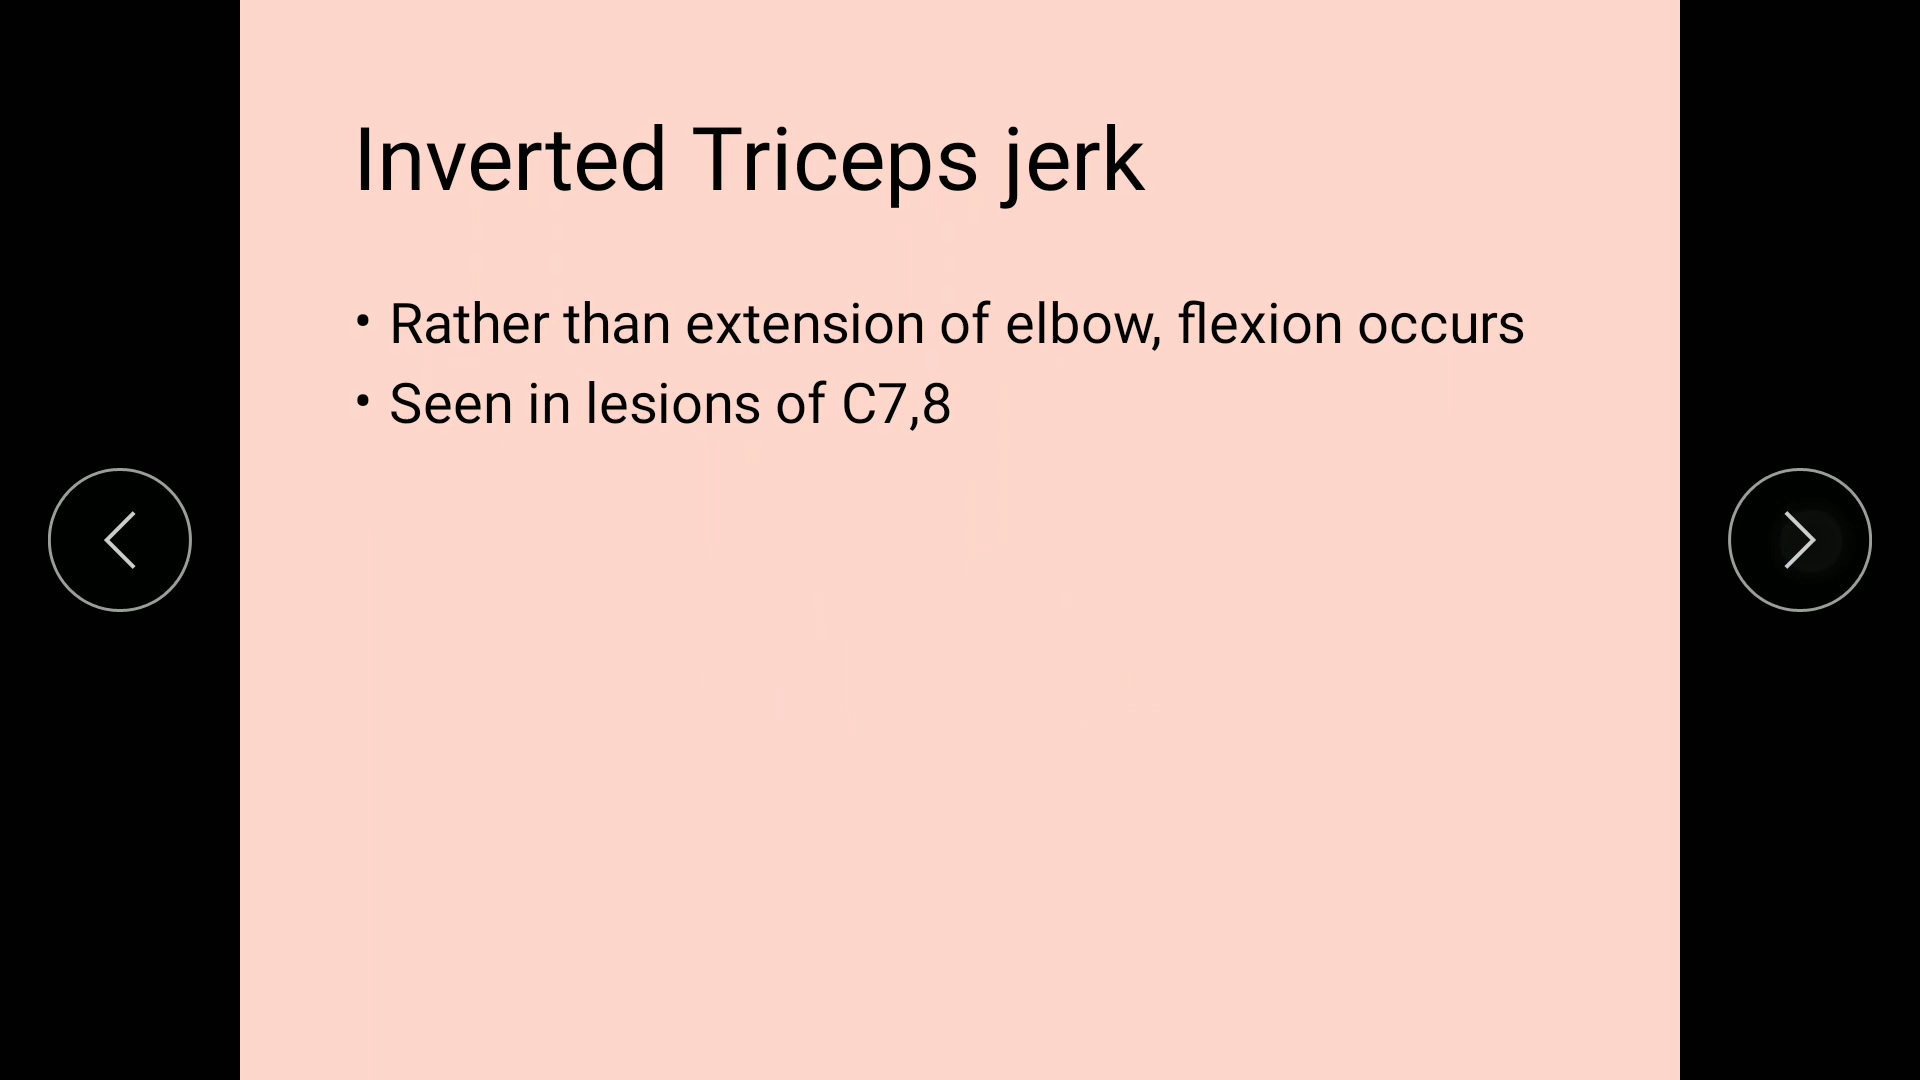 Inverted Triceps jerk
• Rather than extension of elbow, flexion occurs
• Seen in lesions of C7,8